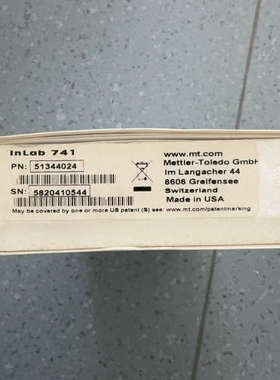 InLab 741
PN: 51344024
SN: 5820410544
www.mt.com
Mettler-Toledo GmbH
Im Langacher 44
8606 Greifensee
Switzerland
Made in USA
May be covered by one or more US patent (S) see: www.mt.com/patentmarking